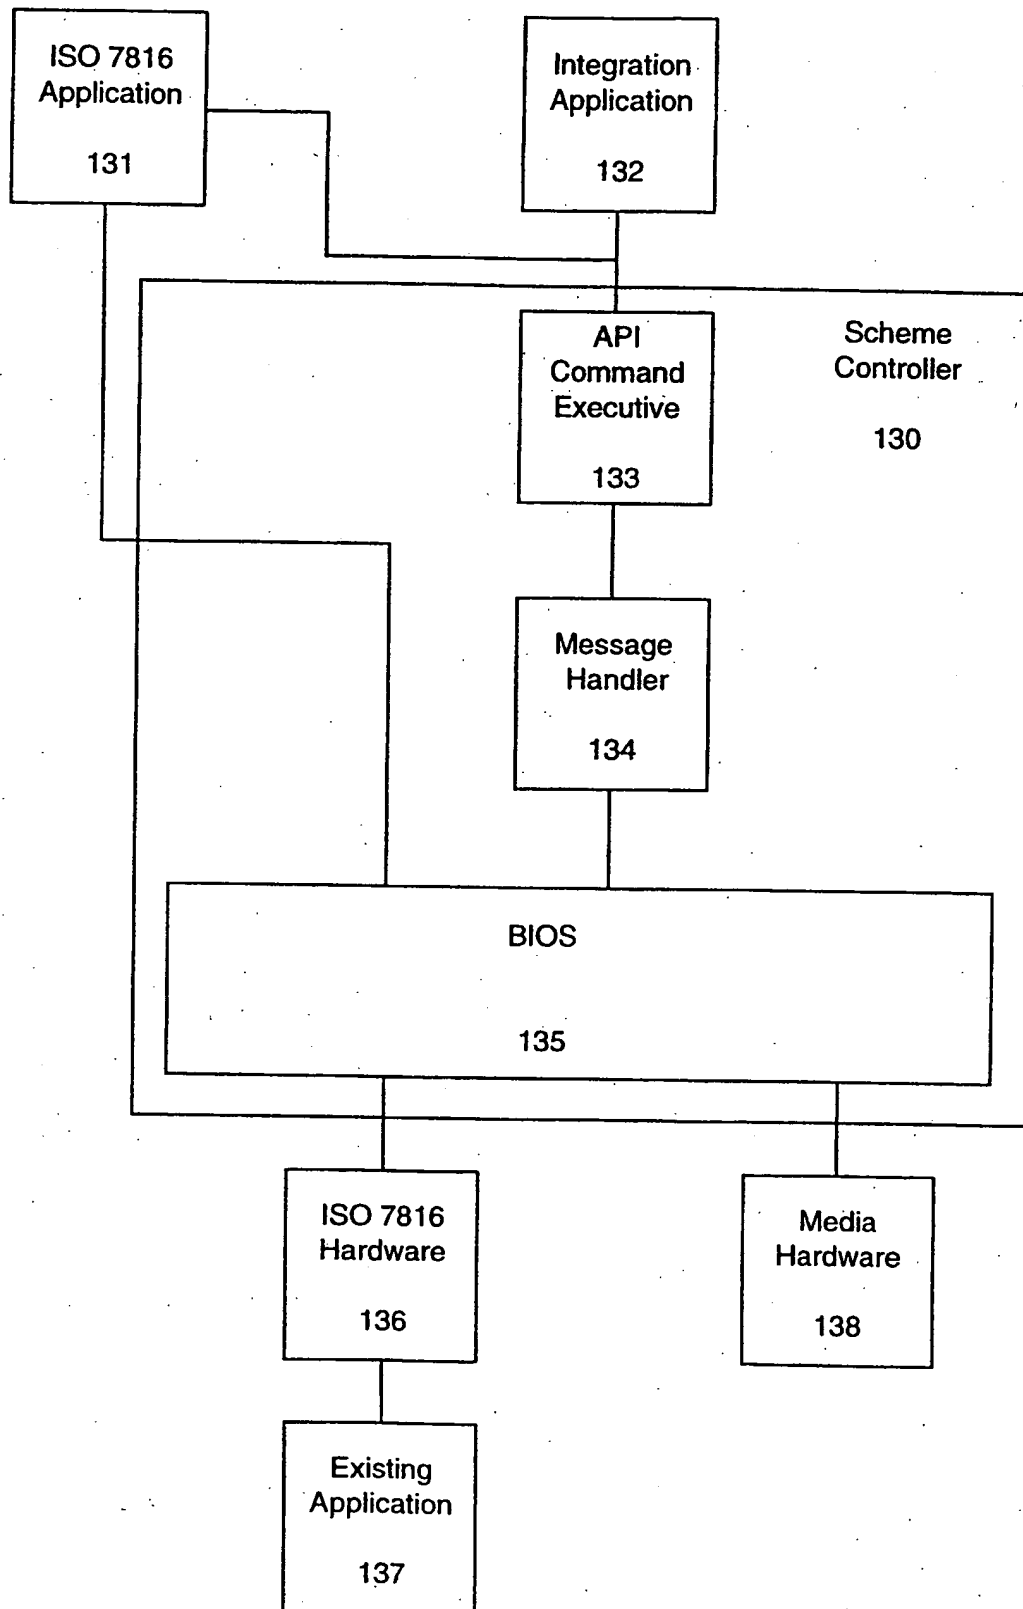 ISO 7816
Application
131
Integration
Application
132
API
Command
Executive
133
Scheme
Controller
130
Message
Handler
134
BIOS
135
ISO 7816
Hardware
136
Media
Hardware
138
Existing
Application
137